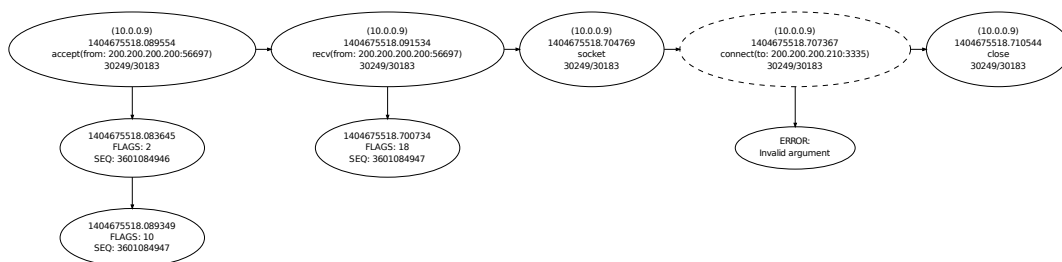 (10.0.0.9)
1404675518.089554
accept(from: 200.200.200.200:56697)
30249/30183
(10.0.0.9)
1404675518.091534
recv(from: 200.200.200.200:56697)
30249/30183
(10.0.0.9)
1404675518.704769
socket
30249/30183
(10.0.0.9)
1404675518.707367
connect(to: 200.200.200.210:3335)
30249/30183
(10.0.0.9)
1404675518.710544
close
30249/30183
1404675518.083645
FLAGS: 2
SEQ: 3601084946
1404675518.700734
FLAGS: 18
SEQ: 3601084947
ERROR:
Invalid argument
1404675518.089349
FLAGS: 10
SEQ: 3601084947